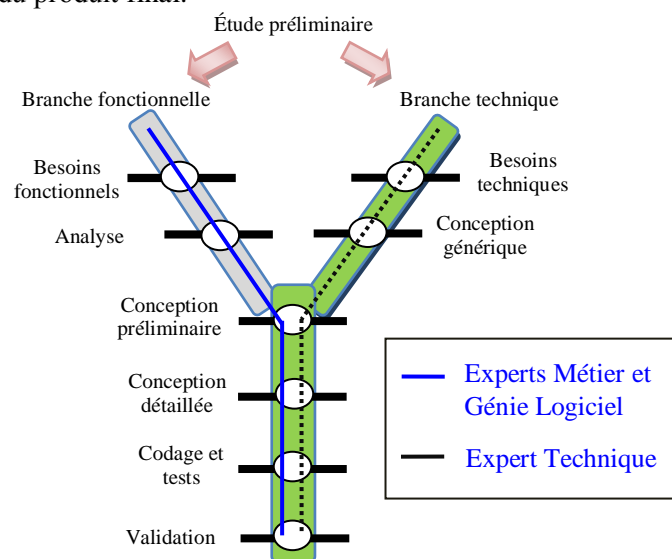 du produit final.
Étude préliminaire
Branche fonctionnelle
Branche technique
Besoins
fonctionnels
Besoins
techniques
Analyse
Conception
générique
Conception
préliminaire
Conception
détaillée
Codage et
tests
Validation
Experts Métier et
Génie Logiciel
Expert Technique